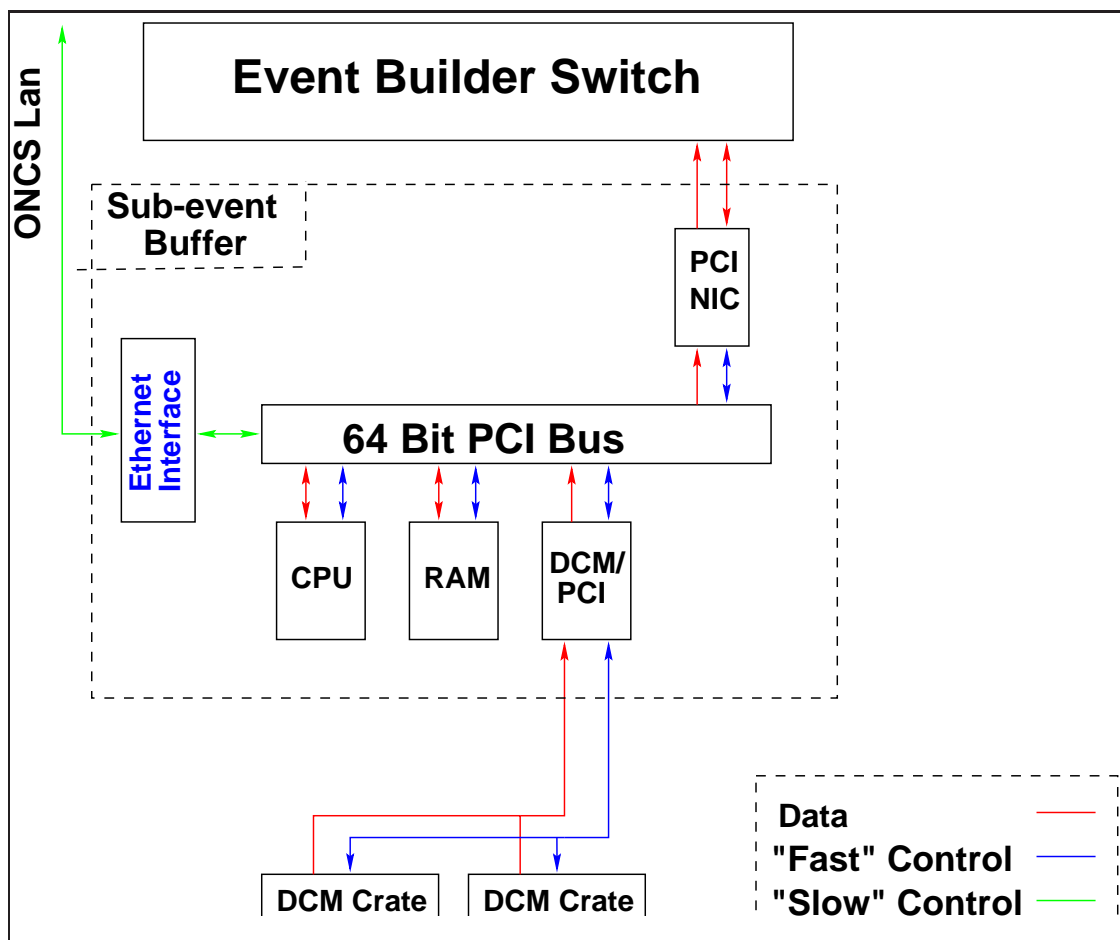 Event Builder Switch
ONCS Lan
Sub-event
Buffer
PCI
NIC
Ethernet
Interface
64 Bit PCI Bus
CPU
RAM
DCM/
PCI
DCM Crate
DCM Crate
Data
"Fast" Control
"Slow" Control